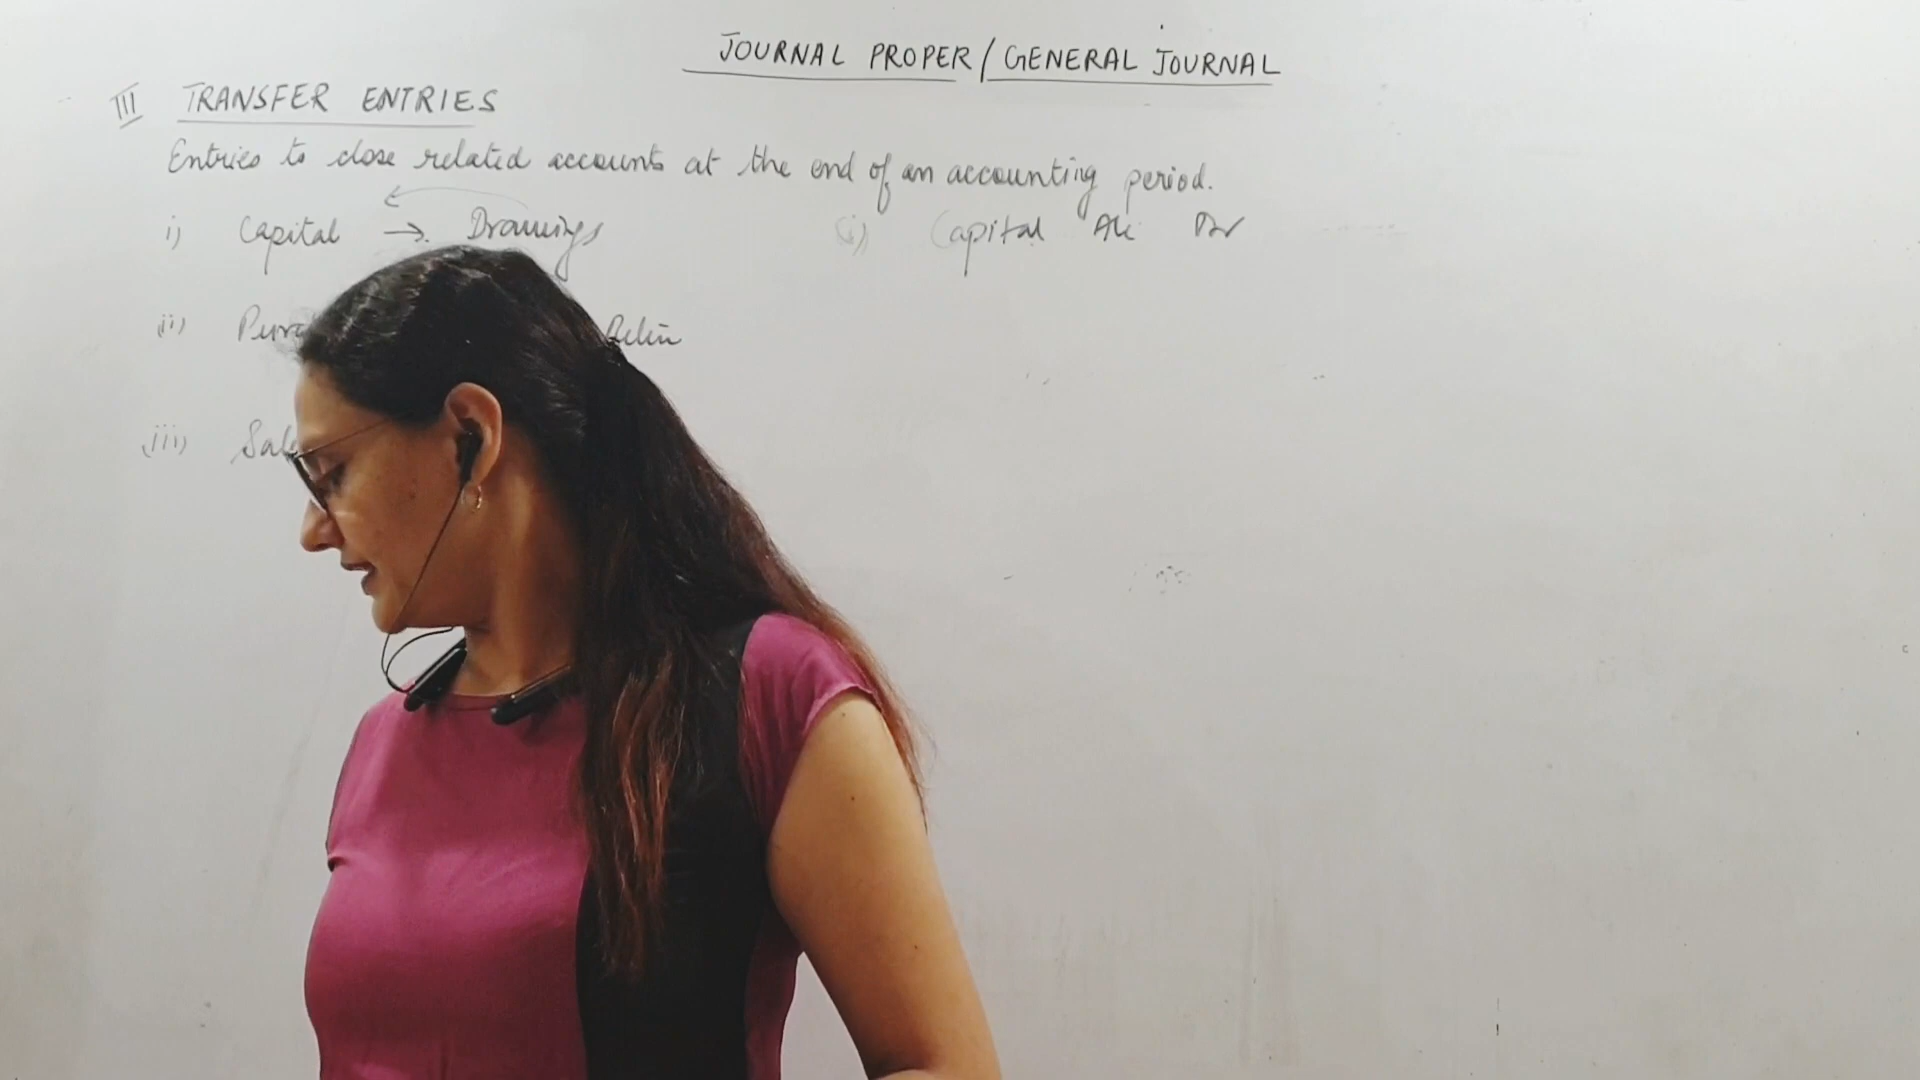 JOURNAL PROPER / GENERAL JOURNAL
III TRANSFER ENTRIES
Entries to close related accounts at the end of an accounting period.
i) Capital → Drawings
i) Capital A/c Dr
ii)
iii)